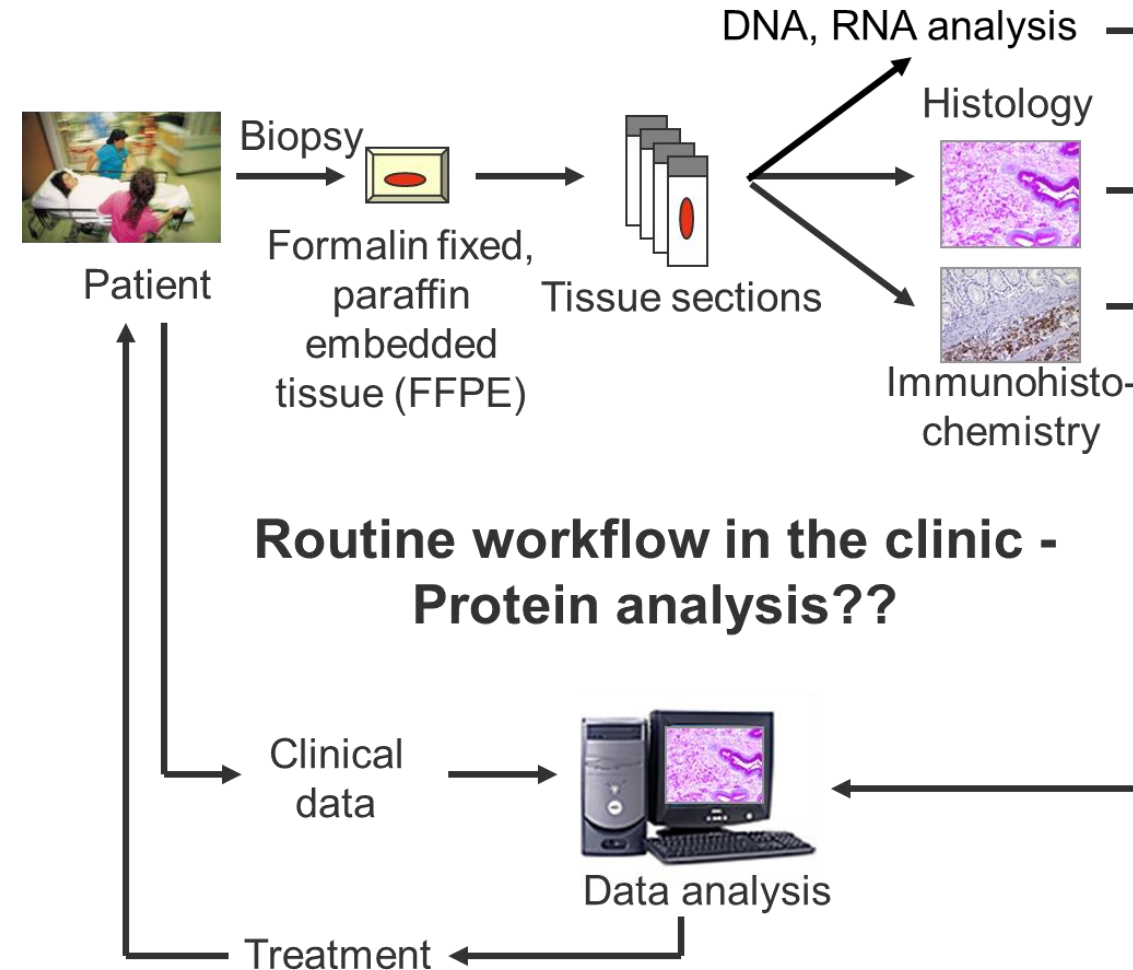 DNA, RNA analysis
Histology
Biopsy
Patient
Formalin fixed,
paraffin
embedded
tissue (FFPE)
Tissue sections
Immunohisto-
chemistry
Routine workflow in the clinic -
Protein analysis??
Clinical
data
Data analysis
Treatment